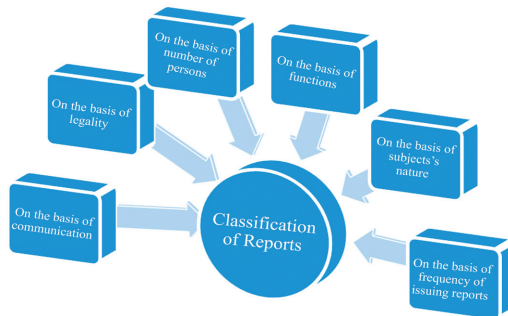 On the basis of
number of
persons
On the basis of
functions
On the basis of
legality
On the basis of
subjects's
nature
On the basis of
communication
Classification
of Reports
On the basis of
frequency of
issuing reports